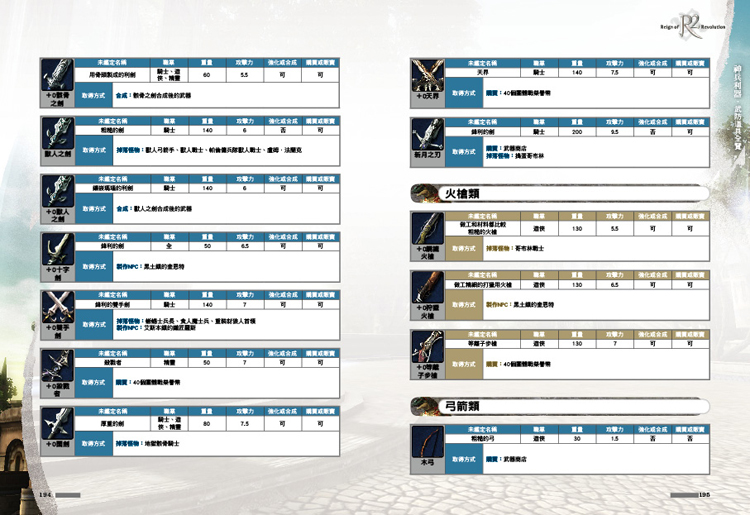 未鑑定名稱 職業 重量 攻擊力 強化或合成 購買或販賣
+0骸骨之劍
用骨頭製成的利劍 騎士、遊俠、精靈 60 5.5 可 可
取得方式 合成：骸骨之劍合成後的武器
未鑑定名稱 職業 重量 攻擊力 強化或合成 購買或販賣
獸人之劍
粗糙的劍 騎士 140 6 否 可
取得方式 掉落怪物：獸人弓箭手、獸人戰士、帕倫傭兵隊獸人戰士、盧峰．法蘭克
未鑑定名稱 職業 重量 攻擊力 強化或合成 購買或販賣
+0獸人之劍
鑲嵌瑪瑙的利劍 騎士 140 6 可 可
取得方式 合成：獸人之劍合成後的武器
未鑑定名稱 職業 重量 攻擊力 強化或合成 購買或販賣
+0十字劍
鋒利的劍 全 50 6.5 可 可
取得方式 製作NPC：黑土鎮的查恩特
未鑑定名稱 職業 重量 攻擊力 強化或合成 購買或販賣
+0雙手劍
鋒利的雙手劍 騎士 140 7 可 可
取得方式 掉落怪物：蜥蜴士兵長、食人魔士兵、重裝豺狼人首領
製作NPC：艾斯本鎮的鐵匠羅斯
未鑑定名稱 職業 重量 攻擊力 強化或合成 購買或販賣
+0殺戮者
殺戮者 精靈 50 7 可 可
取得方式 購買：40個團體戰榮譽幣
未鑑定名稱 職業 重量 攻擊力 強化或合成 購買或販賣
+0闊劍
厚重的劍 騎士、遊俠、精靈 80 7.5 可 可
取得方式 掉落怪物：地獄骸骨騎士
194
Reign of R2 Revolution
神兵利器．武防道具全覽
未鑑定名稱 職業 重量 攻擊力 強化或合成 購買或販賣
+0天界
天界 騎士 140 7.5 可 可
取得方式 購買：40個團體戰榮譽幣
未鑑定名稱 職業 重量 攻擊力 強化或合成 購買或販賣
新月之刃
鋒利的劍 騎士 200 9.5 否 可
取得方式 購買：武器商店
掉落怪物：搗蛋哥布林
火槍類
未鑑定名稱 職業 重量 攻擊力 強化或合成 購買或販賣
+0鋼鐵火槍
做工和材料都比較粗糙的火槍 遊俠 130 5.5 可 可
取得方式 掉落怪物：哥布林戰士
未鑑定名稱 職業 重量 攻擊力 強化或合成 購買或販賣
+0狩獵火槍
做工精細的打獵用火槍 遊俠 130 6.5 可 可
取得方式 製作NPC：黑土鎮的查恩特
未鑑定名稱 職業 重量 攻擊力 強化或合成 購買或販賣
+0等離子步槍
等離子步槍 遊俠 130 7 可 可
取得方式 購買：40個團體戰榮譽幣
弓箭類
未鑑定名稱 職業 重量 攻擊力 強化或合成 購買或販賣
木弓
粗糙的弓 遊俠 30 1.5 否 否
取得方式 購買：武器商店
195